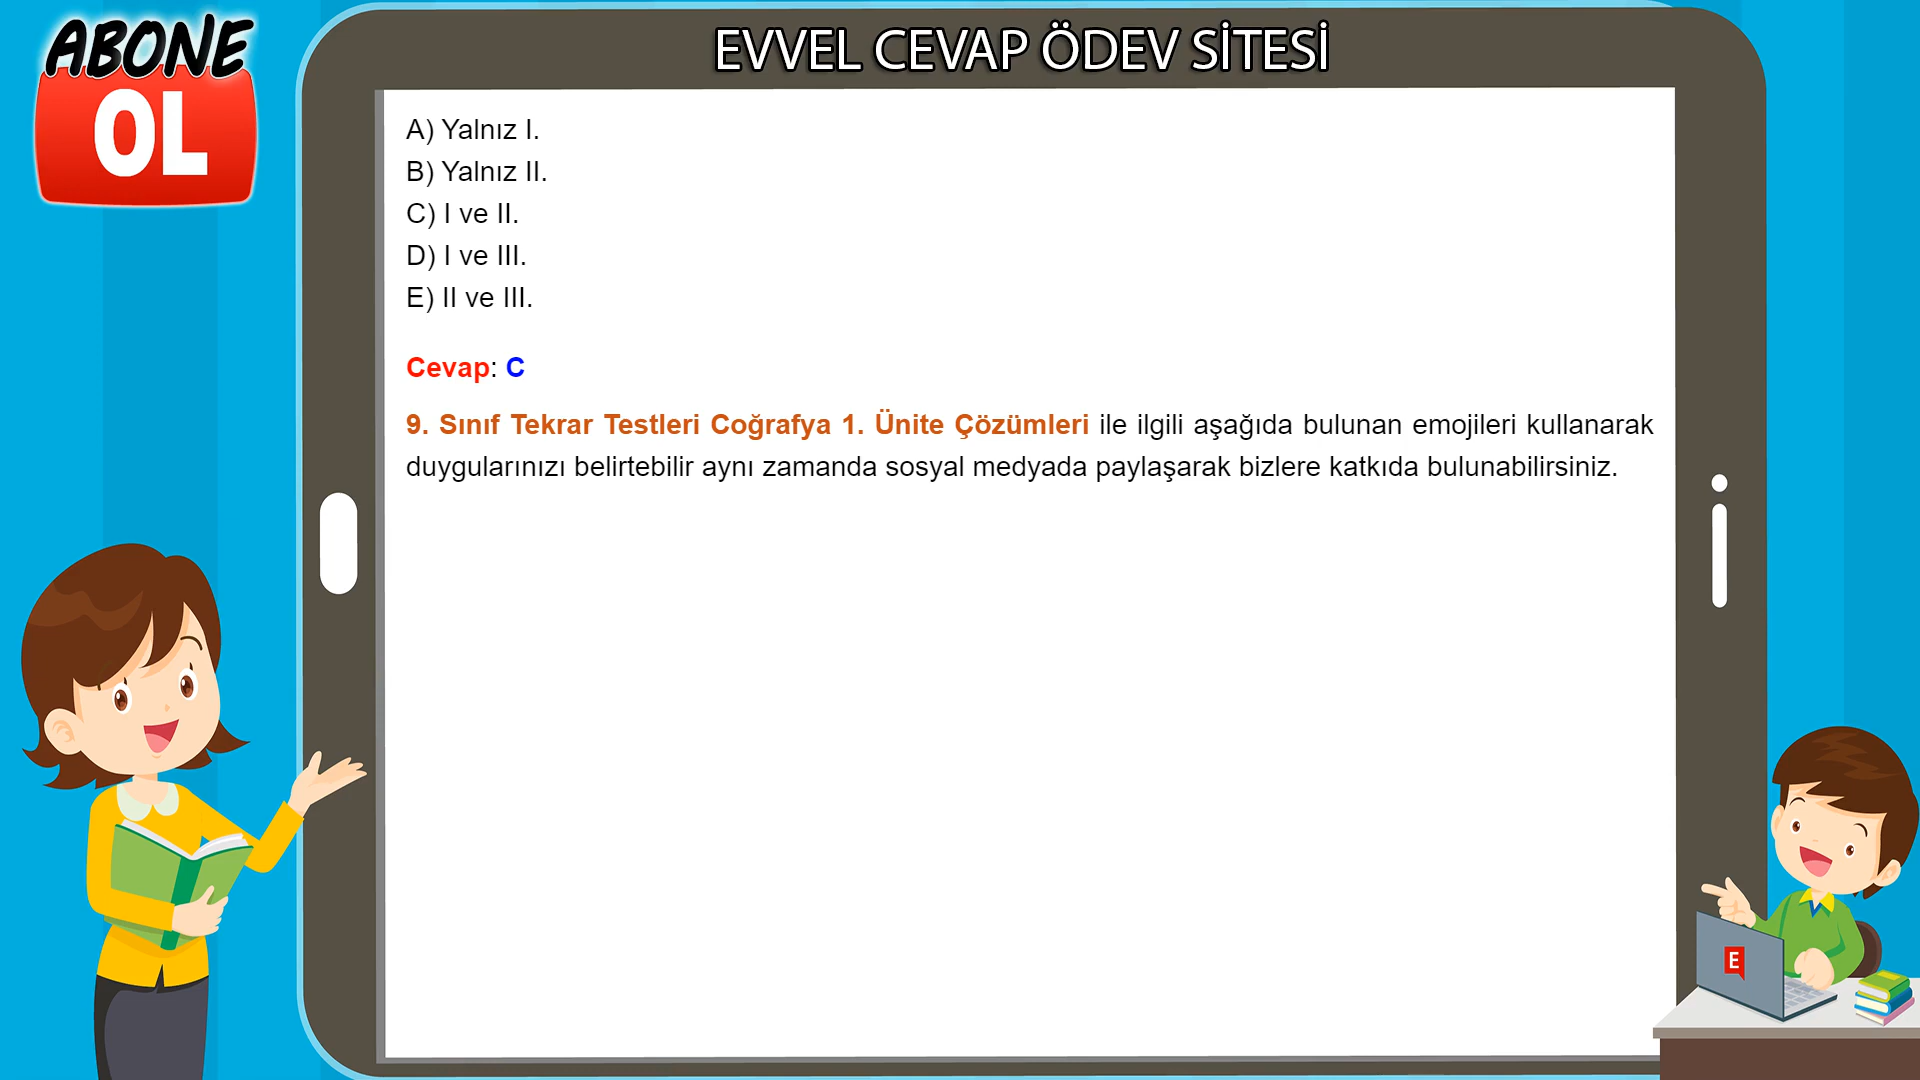 ABONE
OL
EVVEL CEVAP ÖDEV SİTESİ
A) Yalnız I.
B) Yalnız II.
C) I ve II.
D) I ve III.
E) II ve III.
Cevap: C
9. Sınıf Tekrar Testleri Coğrafya 1. Ünite Çözümleri ile ilgili aşağıda bulunan emojileri kullanarak
duygularınızı belirtebilir aynı zamanda sosyal medyada paylaşarak bizlere katkıda bulunabilirsiniz.
E